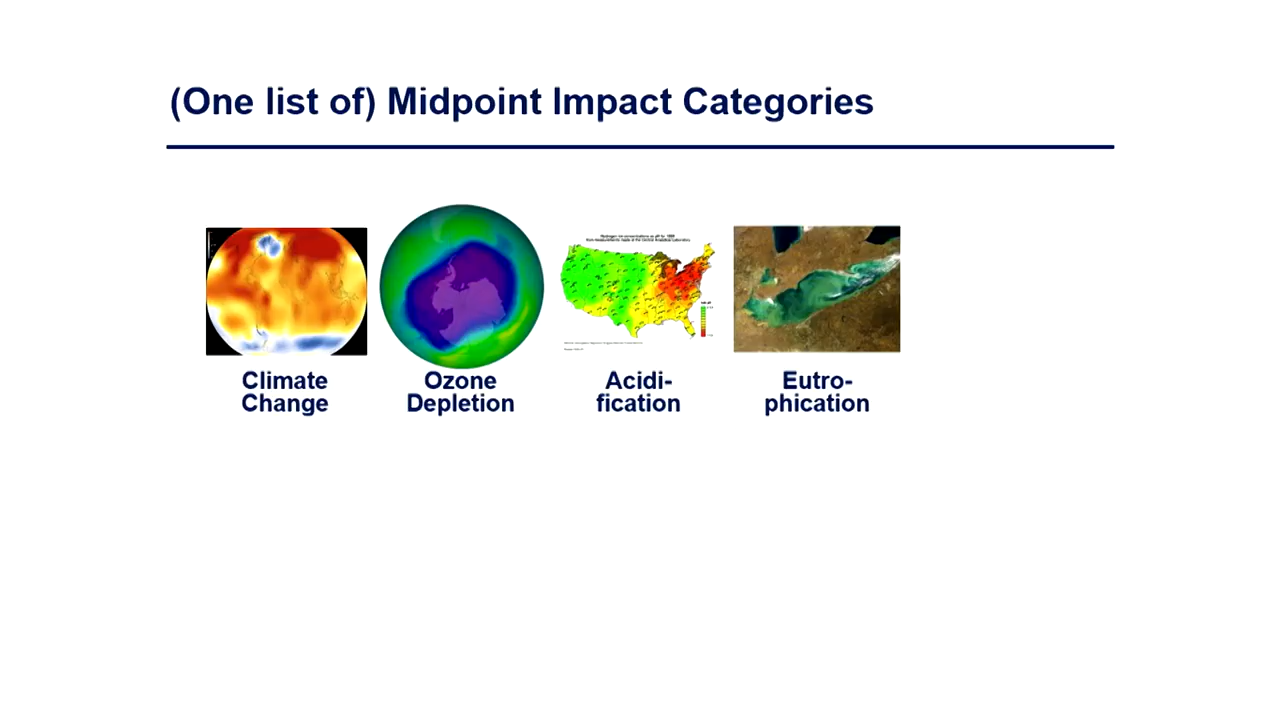 (One list of) Midpoint Impact Categories
Climate
Change
Ozone
Depletion
Acidi-
fication
Eutro-
phication